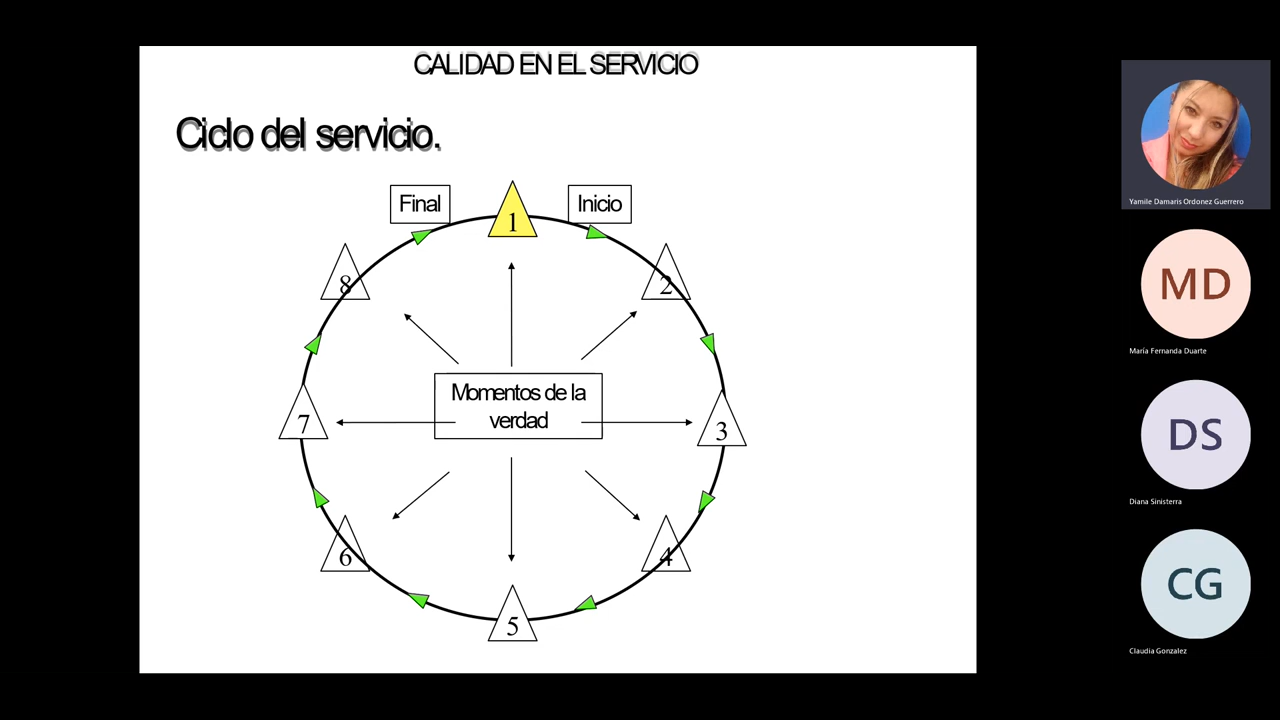 CALIDAD EN EL SERVICIO
Ciclo del servicio.
Final
1
Inicio
8
2
Momentos de la
verdad
7
3
6
4
5
Yamile Damaris Ordonez Guerrero
MD
María Fernanda Duarte
DS
Diana Sinisterra
CG
Claudia Gonzalez